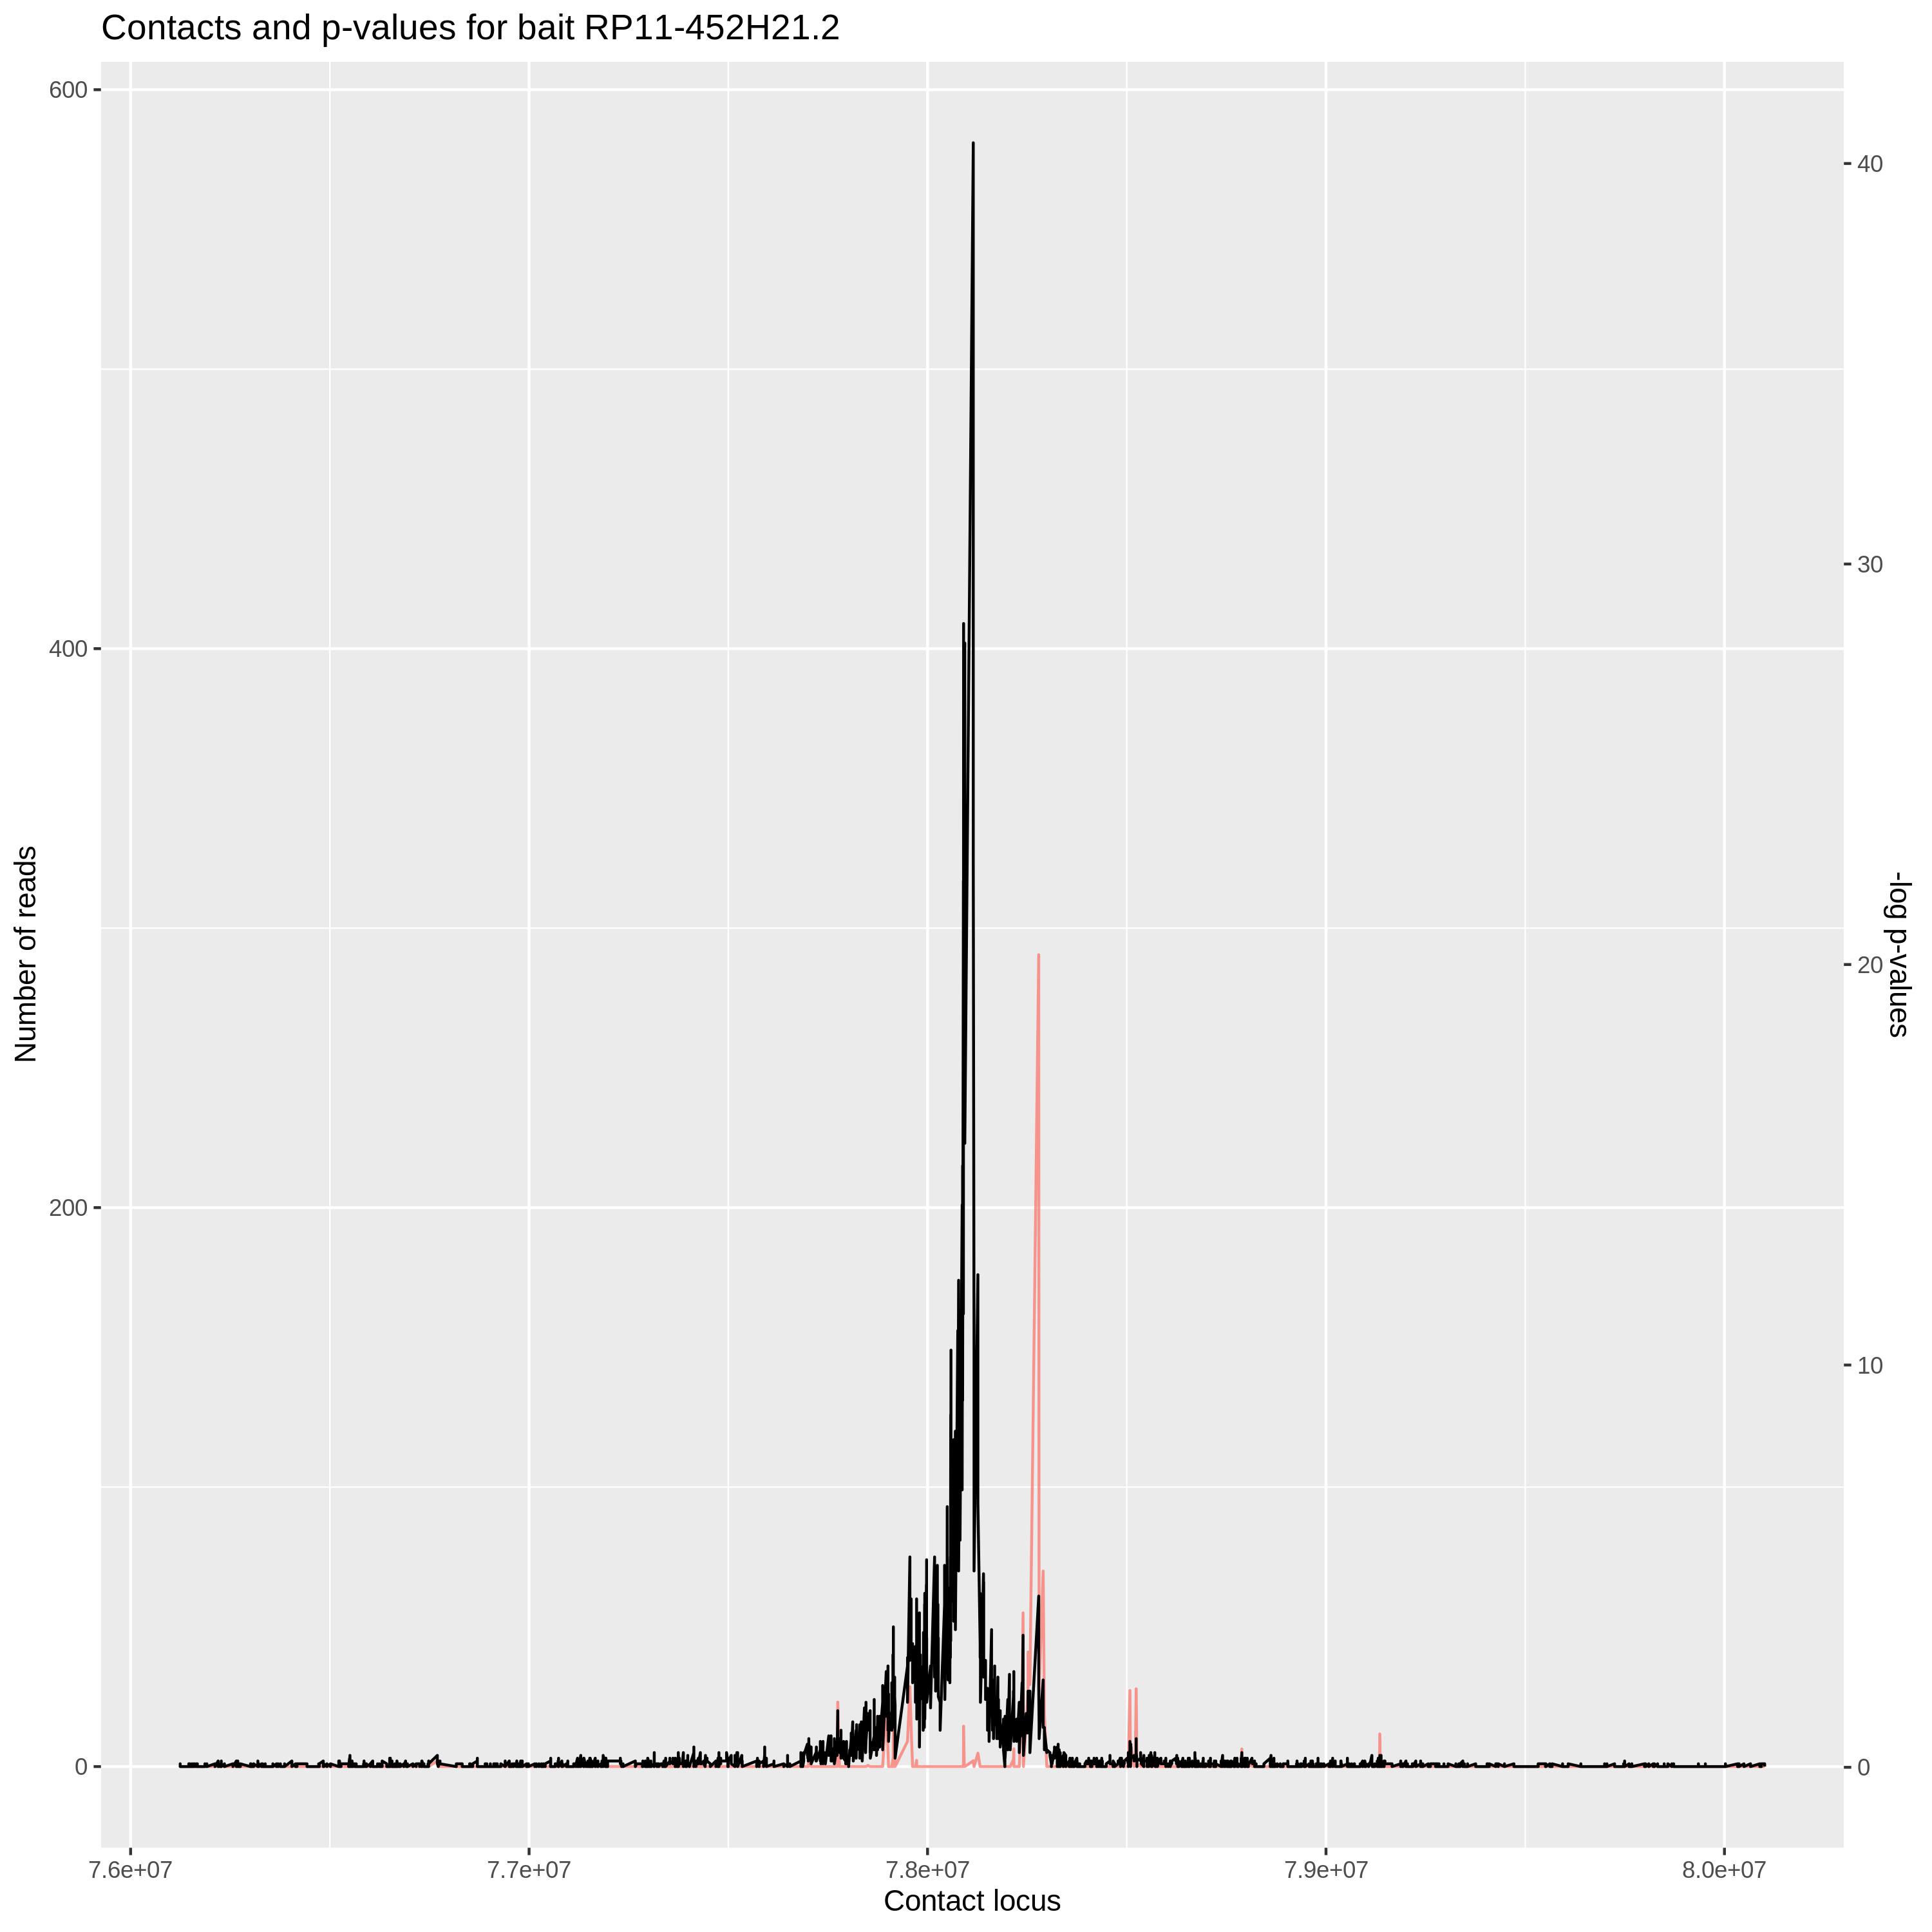 Contacts and p-values for bait RP11-452H21.2
600
400
200
0
Number of reads
40
30
20
10
0
-log p-values
7.6e+07
7.7e+07
7.8e+07
7.9e+07
8.0e+07
Contact locus